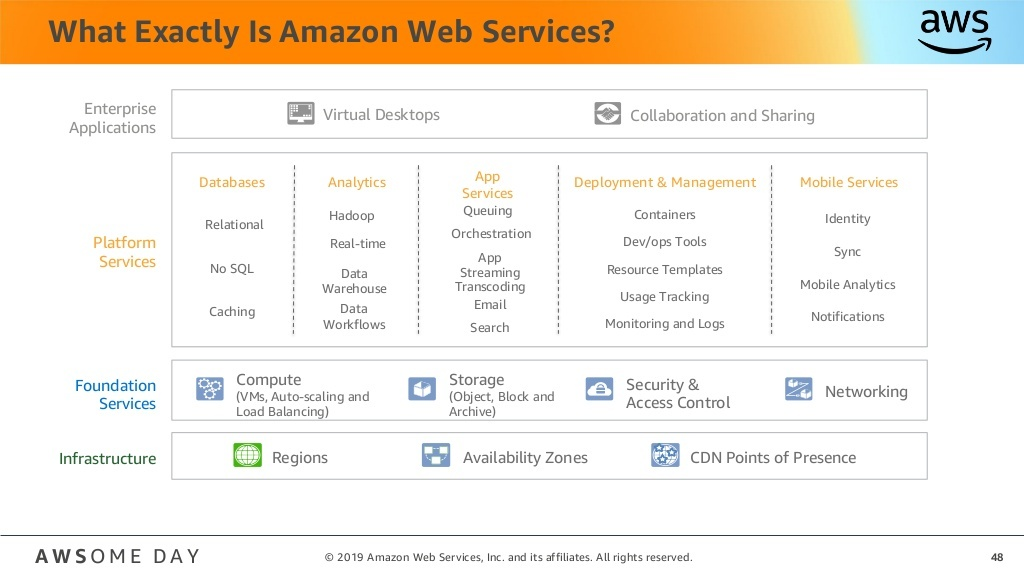 What Exactly Is Amazon Web Services?
aws
Enterprise
Applications
Virtual Desktops
Collaboration and Sharing
Platform
Services
Databases
Relational
No SQL
Caching
Analytics
Hadoop
Real-time
Data
Warehouse
Data
Workflows
App
Services
Queuing
Orchestration
App
Streaming
Transcoding
Email
Search
Deployment & Management
Containers
Dev/ops Tools
Resource Templates
Usage Tracking
Monitoring and Logs
Mobile Services
Identity
Sync
Mobile Analytics
Notifications
Foundation
Services
Compute
(VMs, Auto-scaling and
Load Balancing)
Storage
(Object, Block and
Archive)
Security &
Access Control
Networking
Infrastructure
Regions
Availability Zones
CDN Points of Presence
AWSOME DAY
© 2019 Amazon Web Services, Inc. and its affiliates. All rights reserved.
48